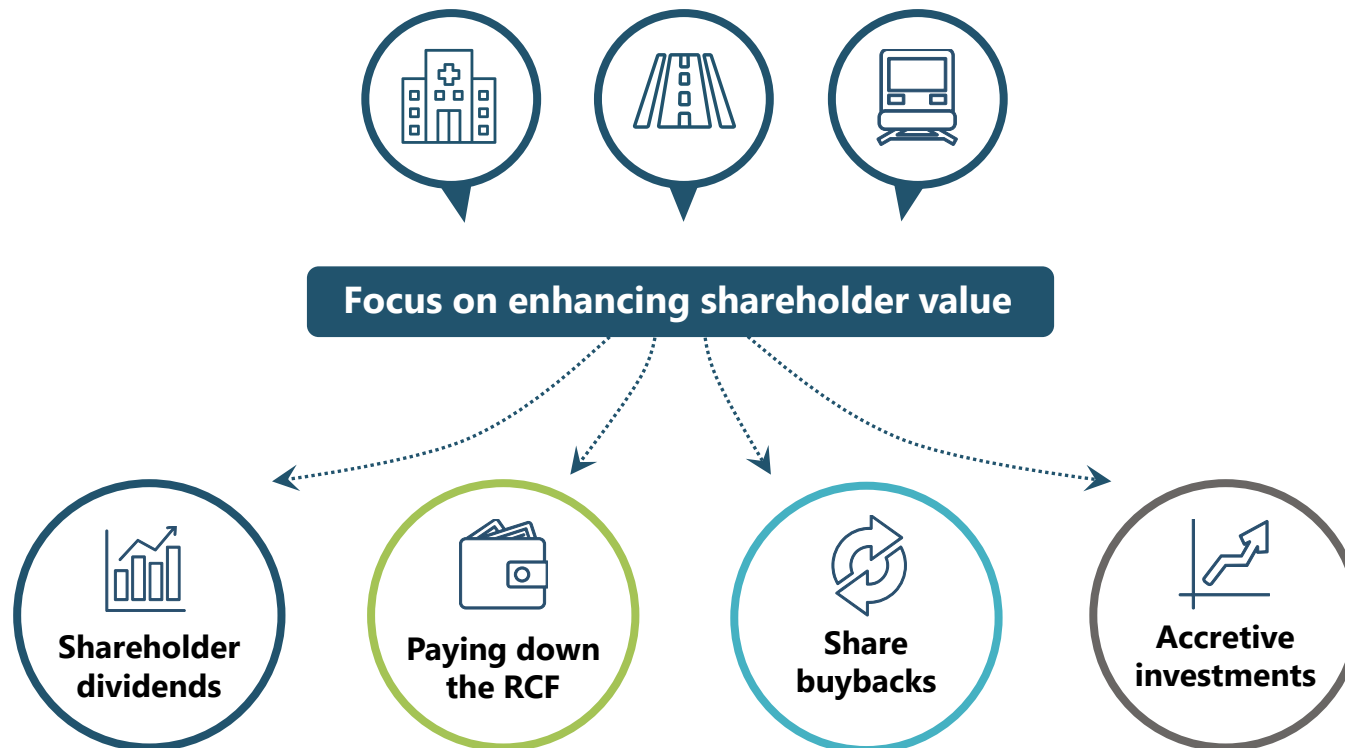 Focus on enhancing shareholder value
Shareholder
dividends
Paying down
the RCF
Share
buybacks
Accretive
investments